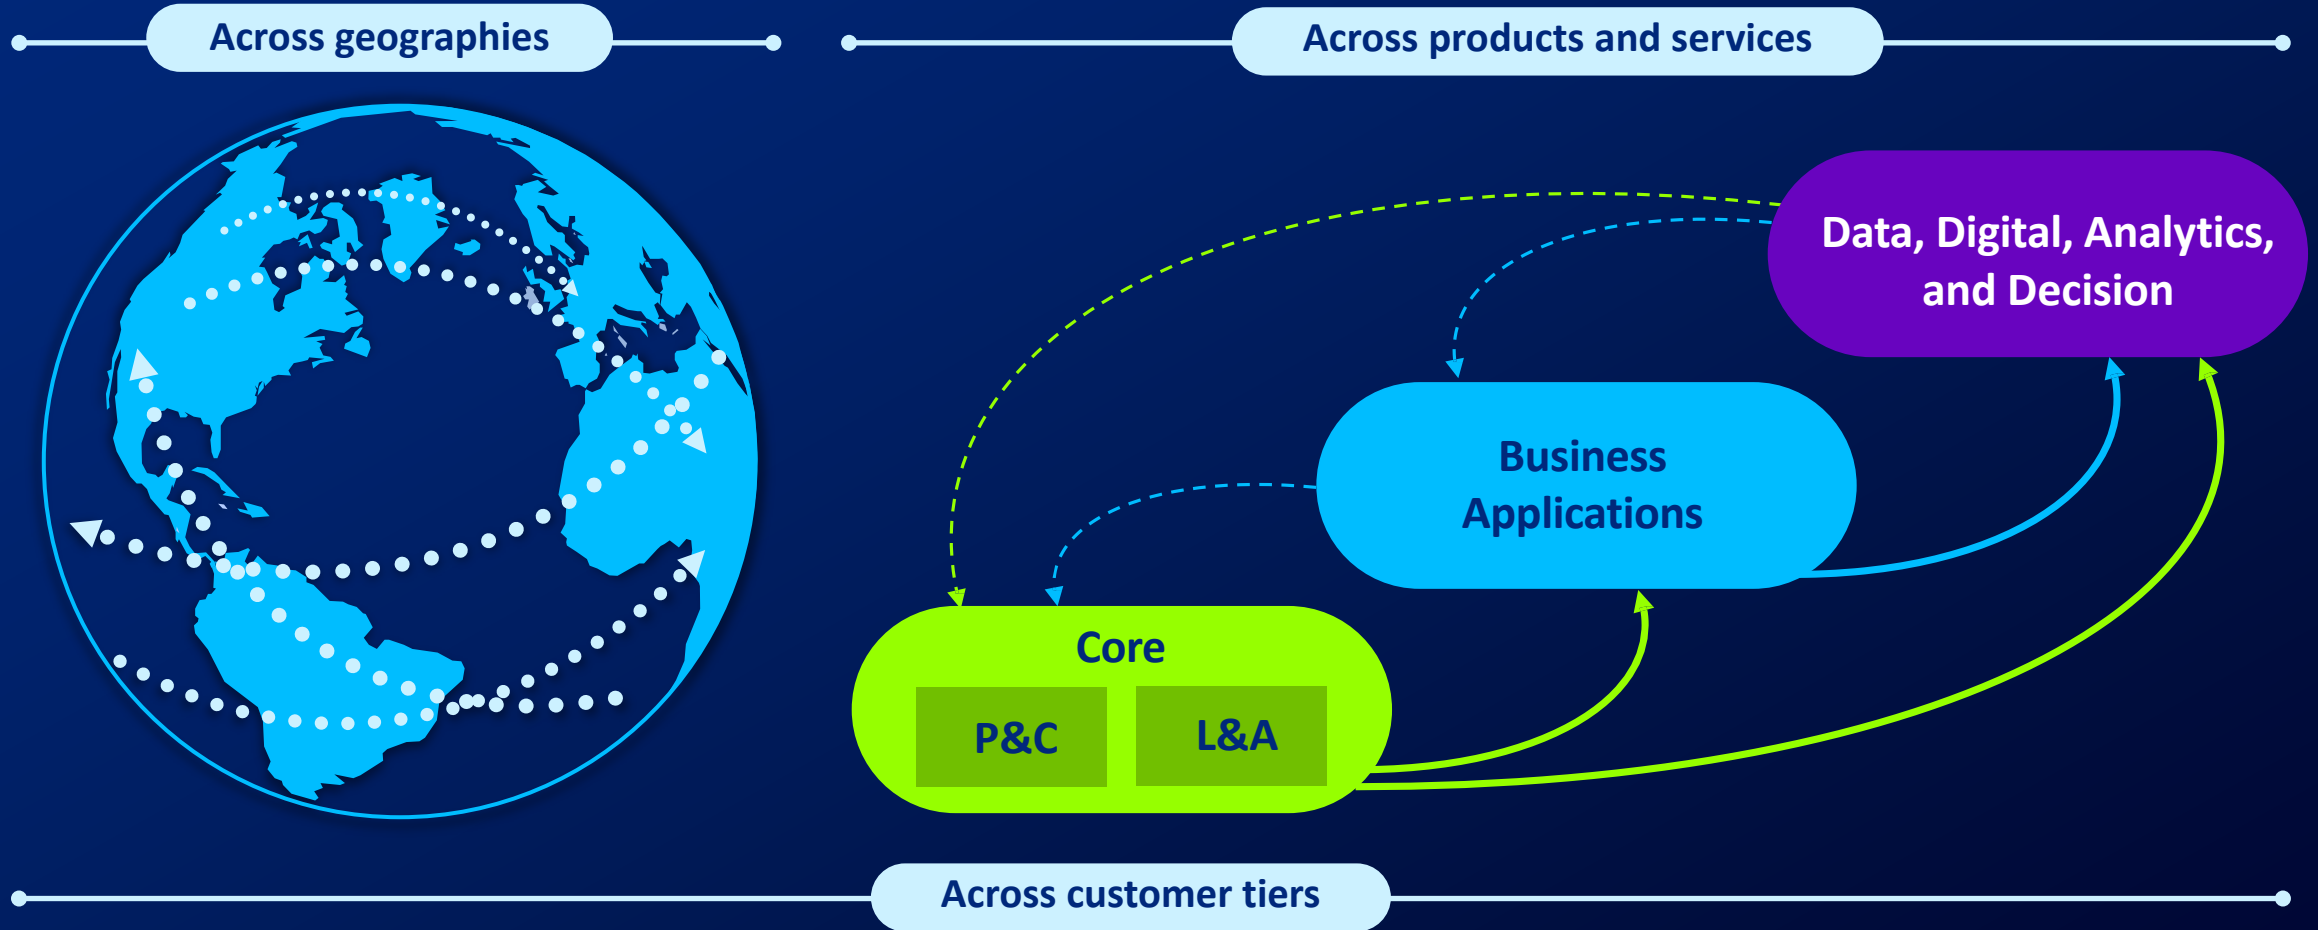 Across geographies
Across products and services
Data, Digital, Analytics,
and Decision
Business
Applications
Core
P&C
L&A
Across customer tiers